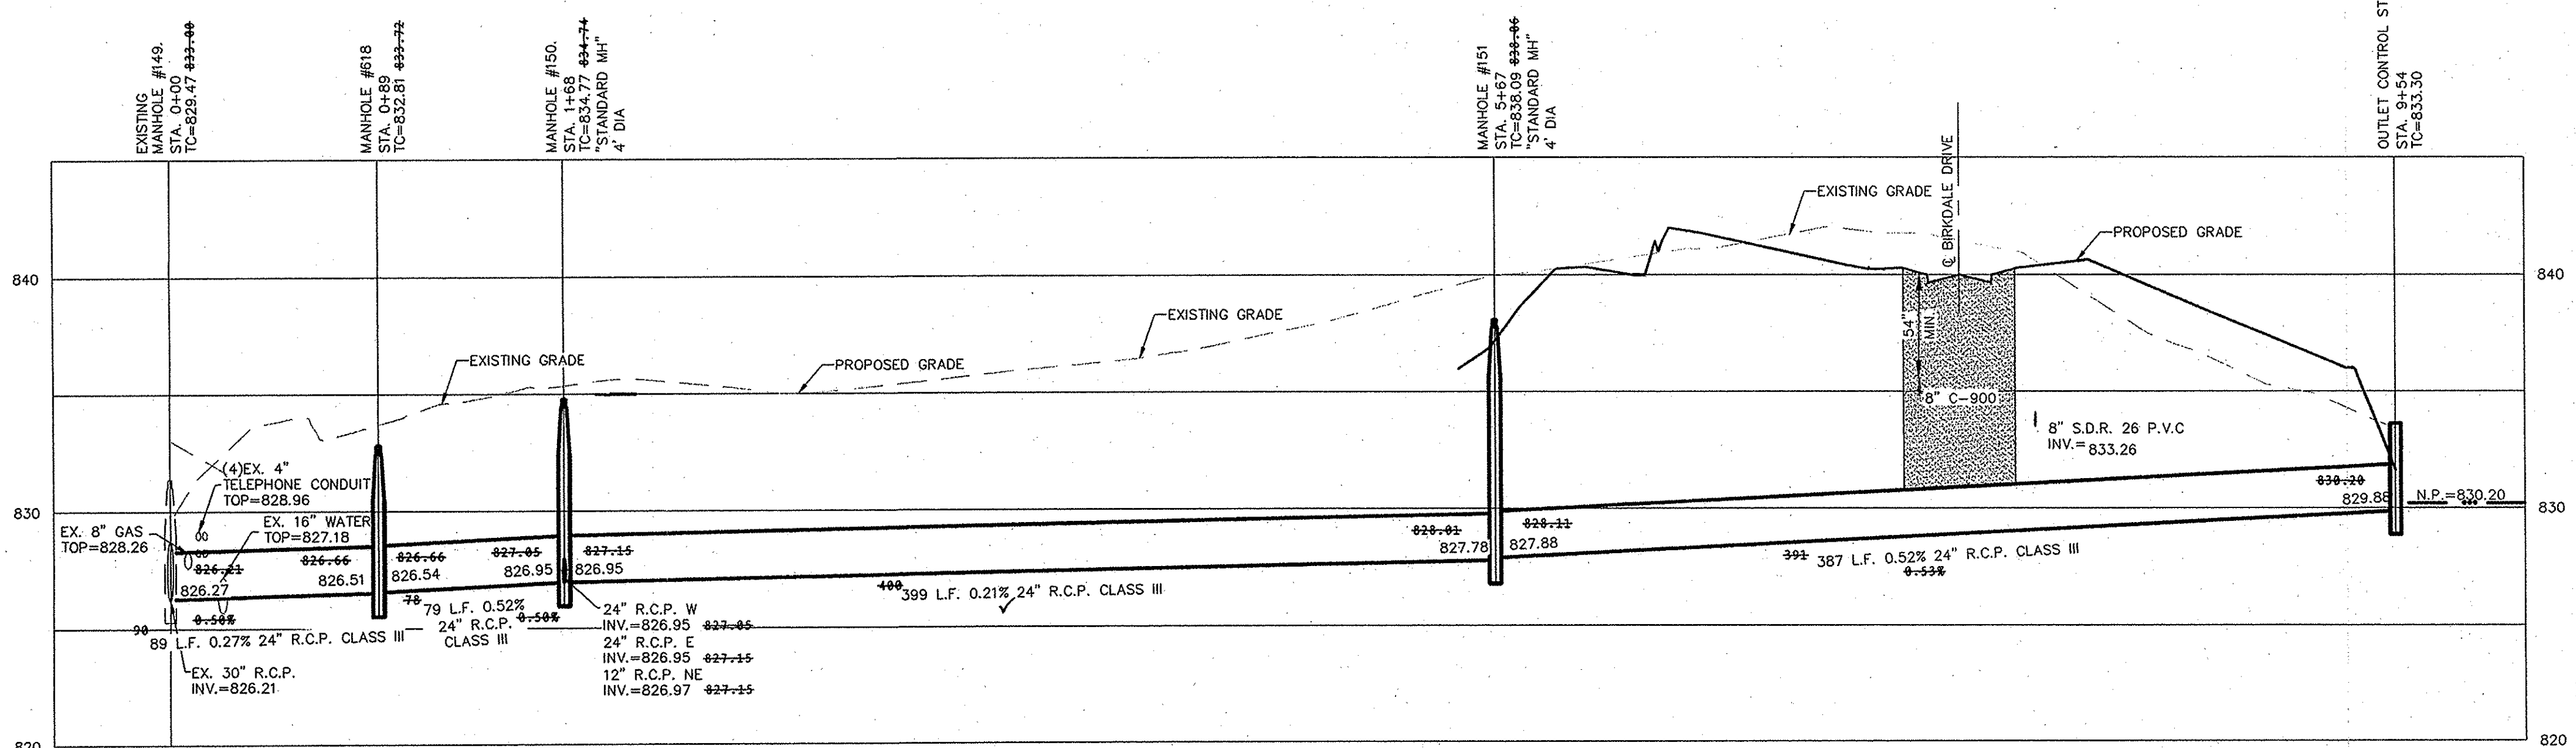 EXISTING
MANHOLE #149.
STA. 0+00
TC=829.47 833.00
MANHOLE #618
STA. 0+89
TC=832.81 833.72
MANHOLE #150.
STA. 1+68
TC=834.77 834.74
"STANDARD MH"
4' DIA
MANHOLE #151
STA. 5+67
TC=838.09 838.06
"STANDARD MH"
4' DIA
OUTLET CONTROL ST
STA. 9+54
TC=833.30
℄ BIRKDALE DRIVE
EXISTING GRADE
PROPOSED GRADE
840
840
EXISTING GRADE
EXISTING GRADE
PROPOSED GRADE
54"
MIN.
8" C-900
8" S.D.R. 26 P.V.C
INV.= 833.26
(4)EX. 4"
TELEPHONE CONDUIT
TOP=828.96
EX. 16" WATER
TOP=827.18
EX. 8" GAS
TOP=828.26
830
830
830.20
829.88
N.P.=830.20
826.21
826.27
826.66
826.51
826.66
826.54
827.05
826.95
827.15
826.95
828.01
827.78
828.11
827.88
0.50%
90
89 L.F. 0.27% 24" R.C.P. CLASS III
78
79 L.F. 0.52%
24" R.C.P. 0.50%
CLASS III
400 399 L.F. 0.21% 24" R.C.P. CLASS III
391 387 L.F. 0.52% 24" R.C.P. CLASS III
0.53%
24" R.C.P. W
INV.=826.95 827.05
24" R.C.P. E
INV.=826.95 827.15
12" R.C.P. NE
INV.=826.97 827.15
EX. 30" R.C.P.
INV.=826.21
820
820